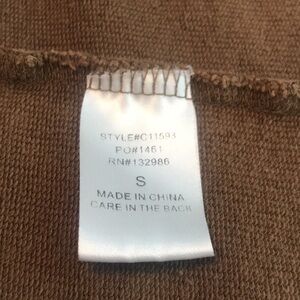 STYLE#C11593
PO#1461
RN#132986
S
MADE IN CHINA
CARE IN THE BACK